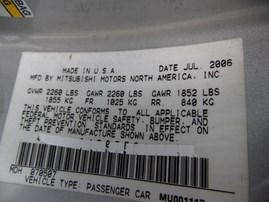 MADE IN U.S.A. DATE JUL. 2006
MFD BY MITSUBISHI MOTORS NORTH AMERICA, INC.
GVWR 2260 LBS GAWR 2260 LBS GAWR 1852 LBS
1855 KG FR. 1025 KG RR. 840 KG
THIS VEHICLE CONFORMS TO ALL APPLICABLE
FEDERAL MOTOR VEHICLE SAFETY, BUMPER, AND
THEFT PREVENTION STANDARDS IN EFFECT ON
THE DATE OF MANUFACTURE SHOWN ABOVE.
MDH 070507
VEHICLE TYPE: PASSENGER CAR